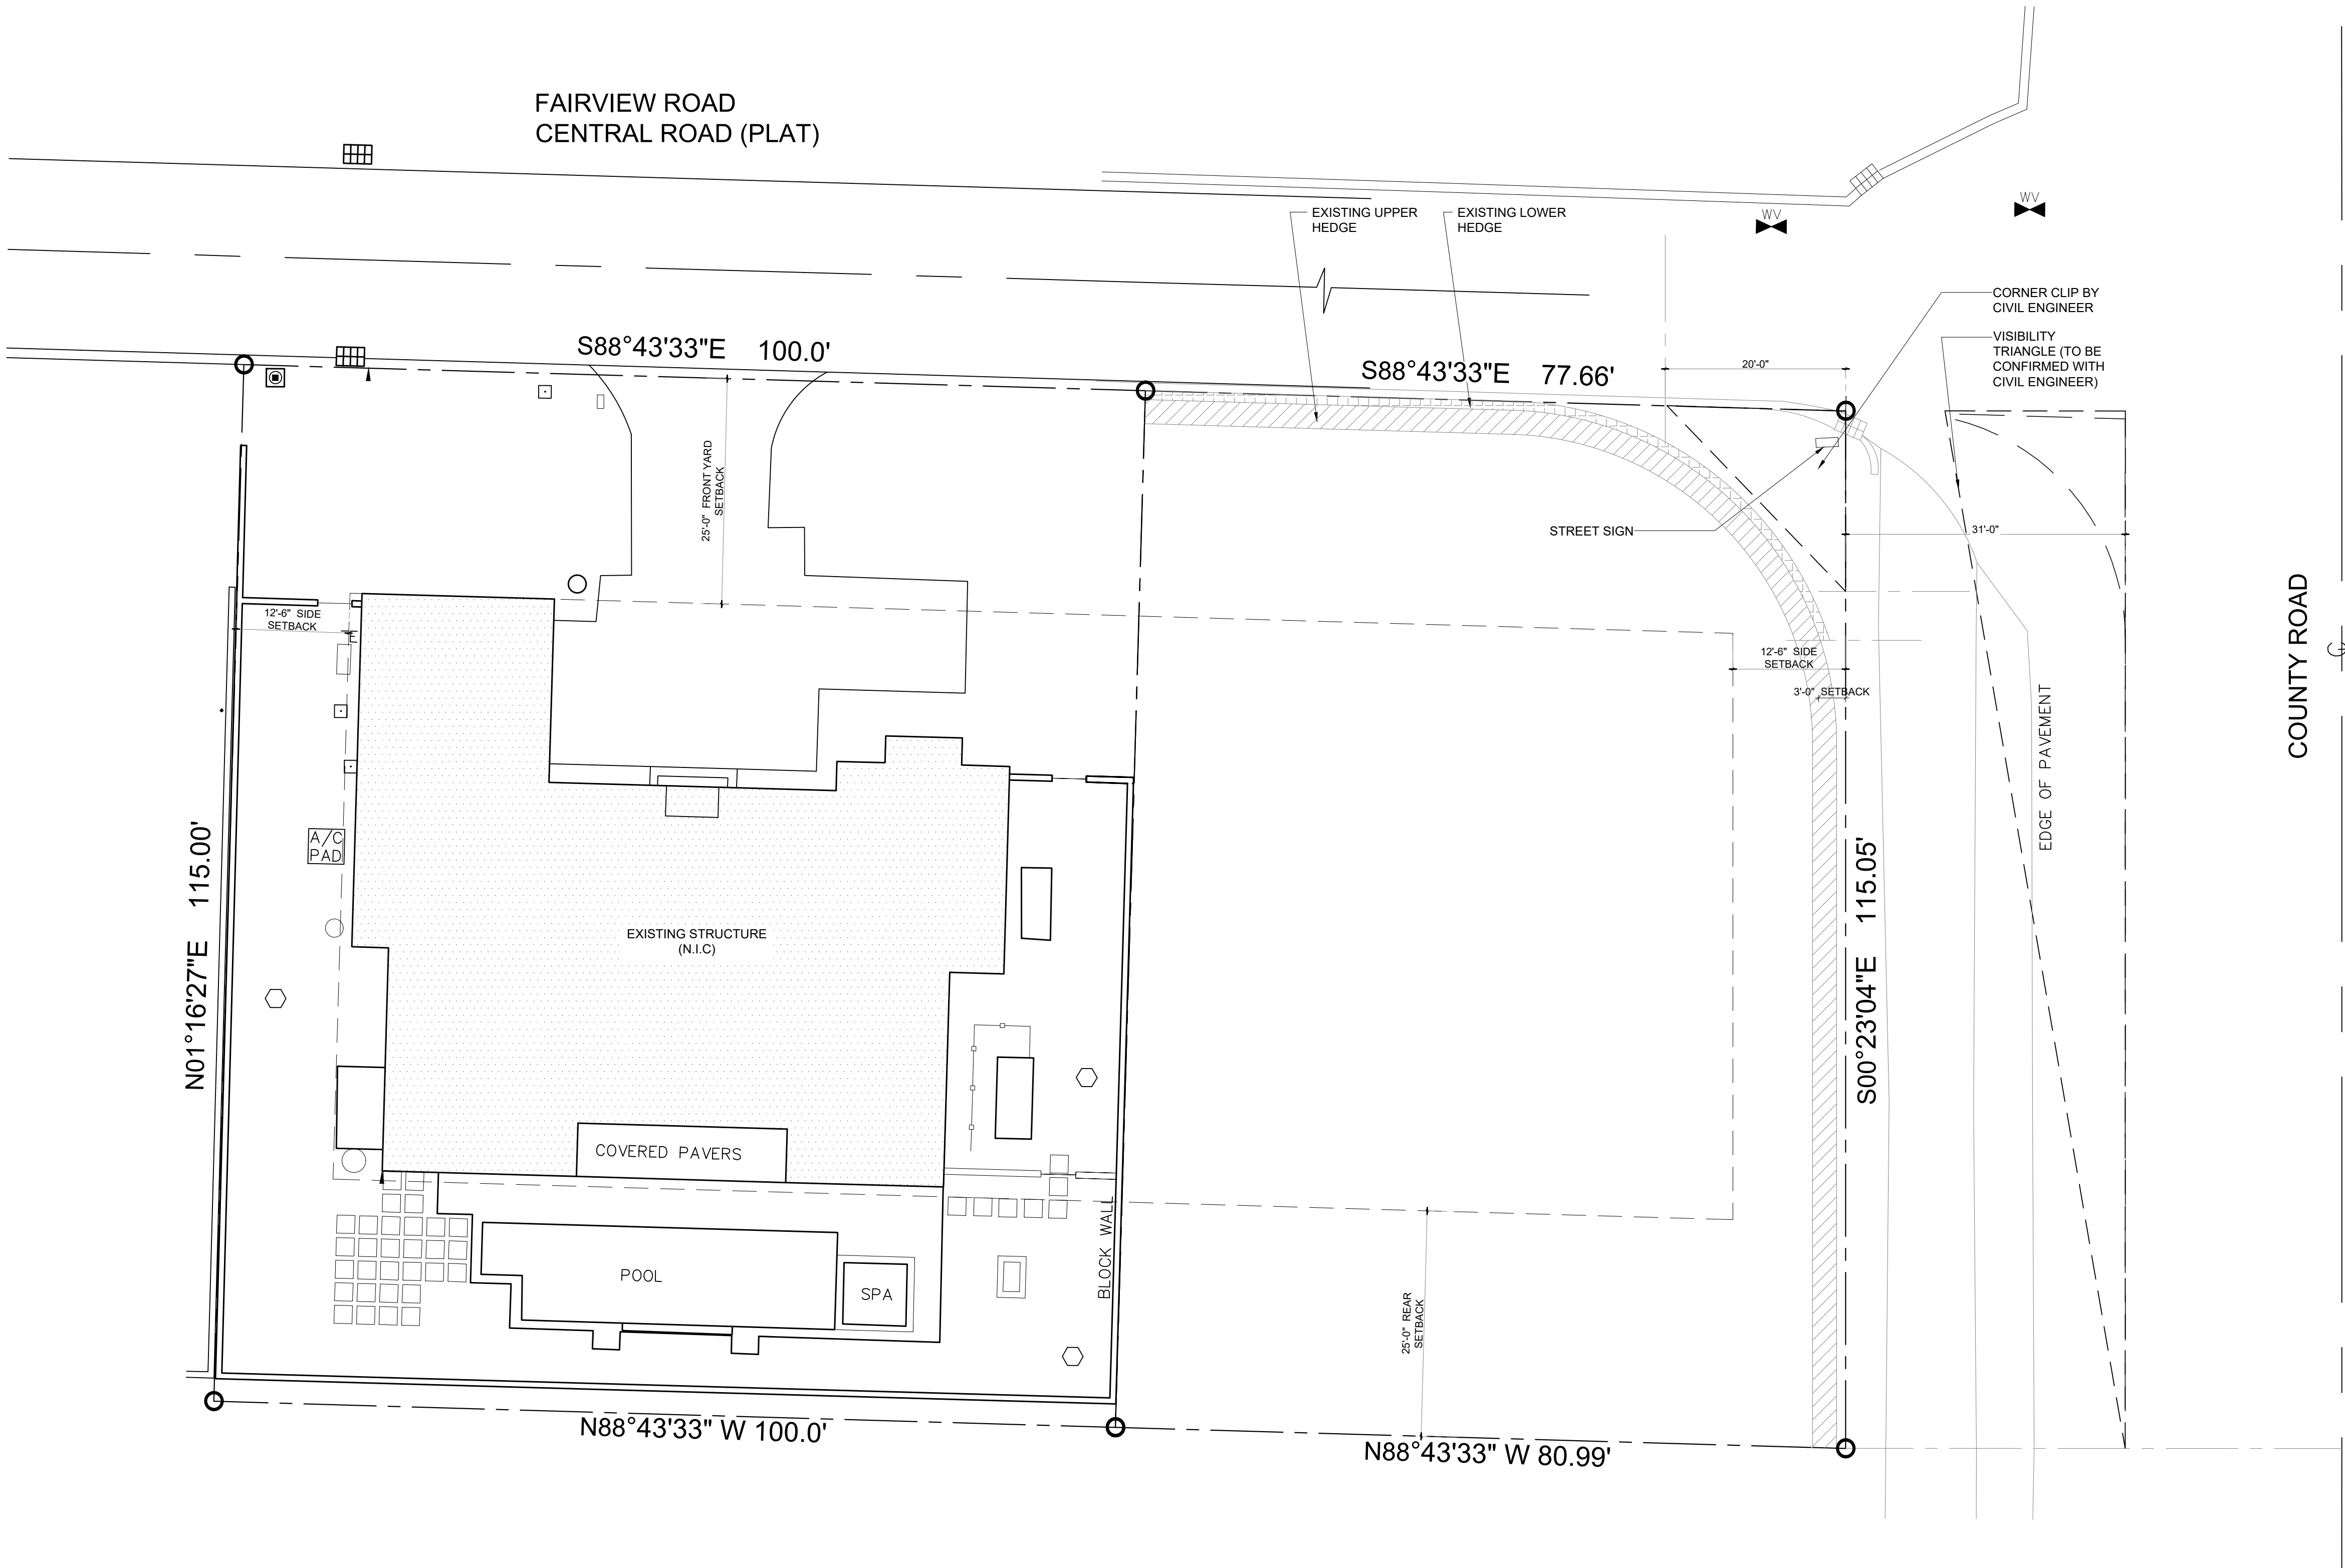 FAIRVIEW ROAD
CENTRAL ROAD (PLAT)
WV
WV
EXISTING UPPER
HEDGE
EXISTING LOWER
HEDGE
CORNER CLIP BY
CIVIL ENGINEER
VISIBILITY
TRIANGLE (TO BE
CONFIRMED WITH
CIVIL ENGINEER)
S88°43'33"E 100.0'
S88°43'33"E 77.66'
20'-0"
25'-0" FRONT YARD
SETBACK
STREET SIGN
31'-0"
12'-6" SIDE
SETBACK
E
12'-6" SIDE
SETBACK
3'-0" SETBACK
COUNTY ROAD
EDGE OF PAVEMENT
A/C
PAD
N01°16'27"E 115.00'
S00°23'04"E 115.05'
EXISTING STRUCTURE
(N.I.C)
COVERED PAVERS
BLOCK WALL
POOL
SPA
25'-0" REAR
SETBACK
N88°43'33" W 100.0'
N88°43'33" W 80.99'